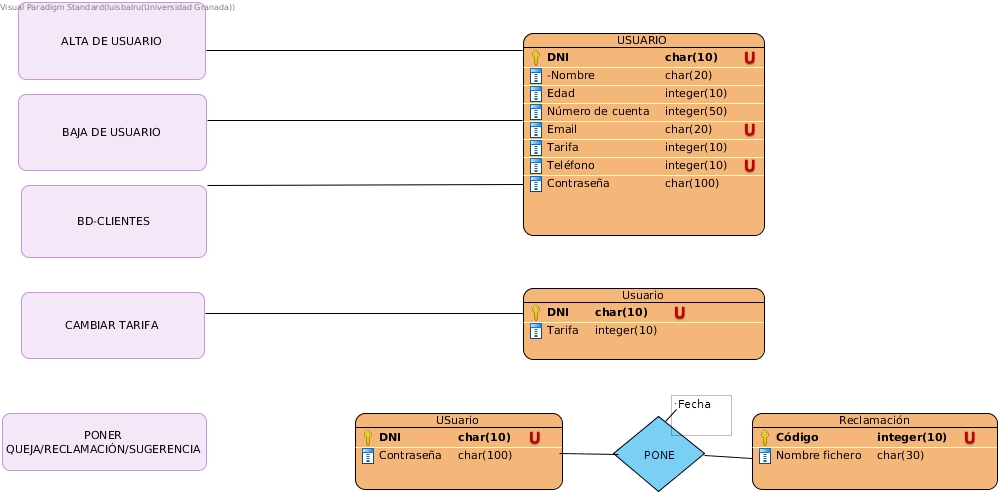 Visual Paradigm Standard(luisbalru(Universidad Granada))
ALTA DE USUARIO
BAJA DE USUARIO
BD-CLIENTES
USUARIO
DNI char(10) U
-Nombre char(20)
Edad integer(10)
Número de cuenta integer(50)
Email char(20) U
Tarifa integer(10)
Teléfono integer(10) U
Contraseña char(100)
CAMBIAR TARIFA
Usuario
DNI char(10) U
Tarifa integer(10)
PONER
QUEJA/RECLAMACIÓN/SUGERENCIA
USuario
DNI char(10) U
Contraseña char(100)
Fecha
PONE
Reclamación
Código integer(10) U
Nombre fichero char(30)